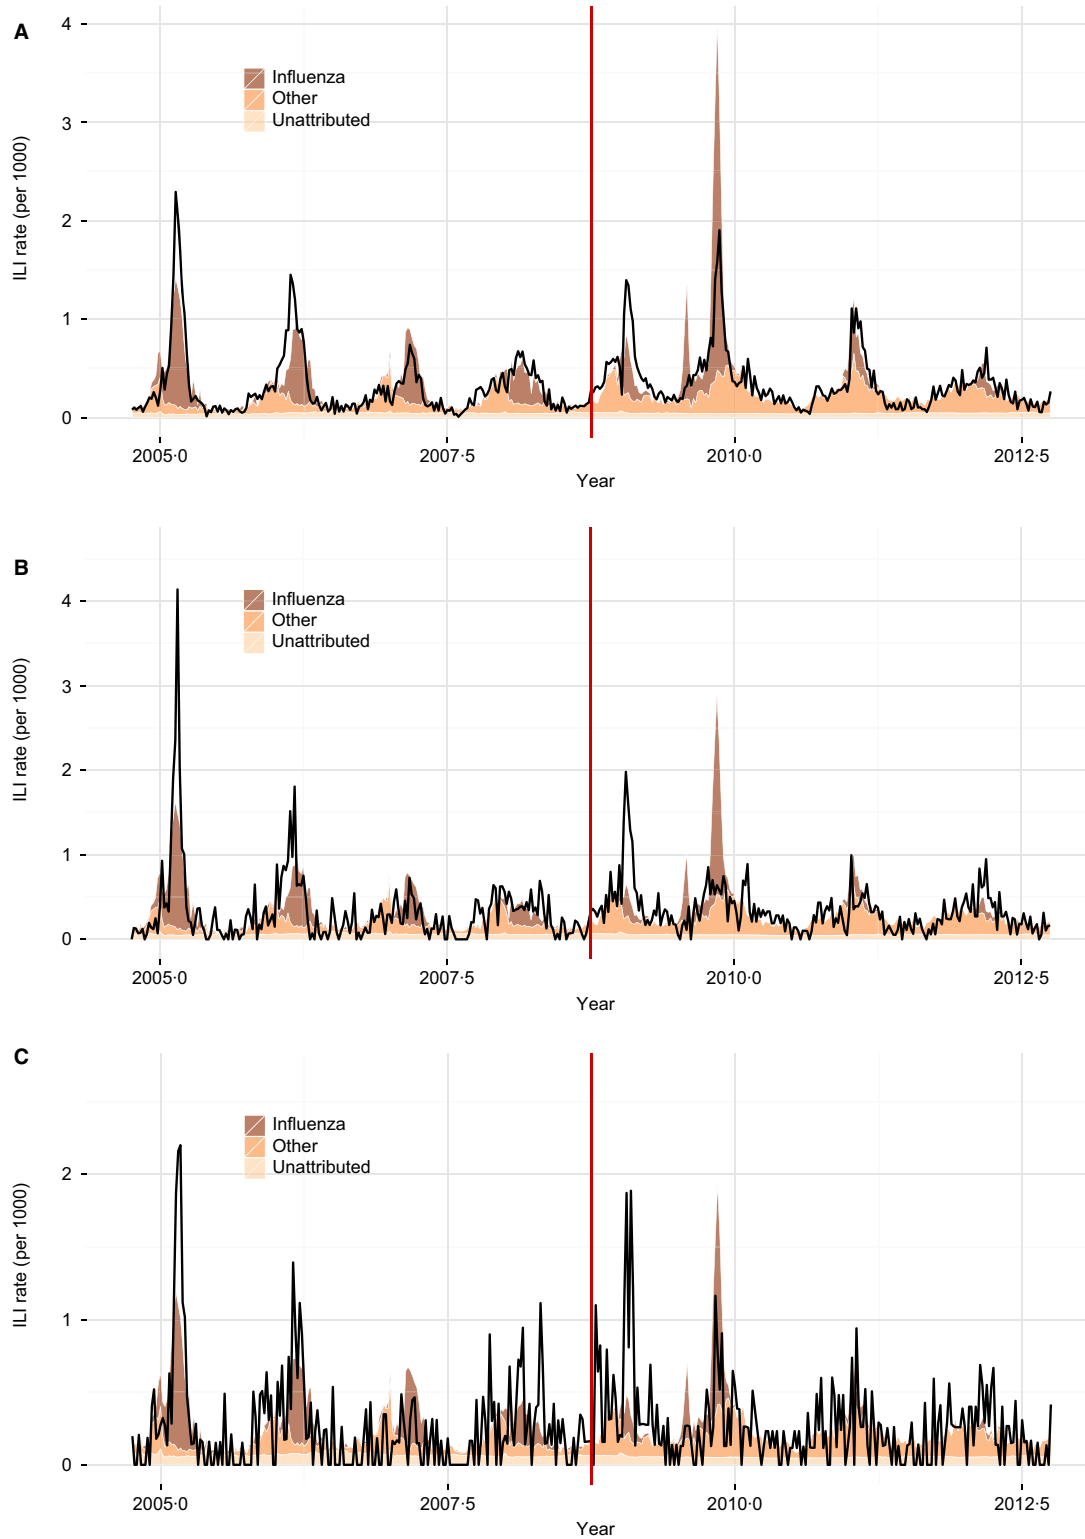 A
4
3
2
1
0
ILI rate (per 1000)
Influenza
Other
Unattributed
2005·0 2007·5 2010·0 2012·5
Year
B
4
3
2
1
0
ILI rate (per 1000)
Influenza
Other
Unattributed
2005·0 2007·5 2010·0 2012·5
Year
C
2
1
0
ILI rate (per 1000)
Influenza
Other
Unattributed
2005·0 2007·5 2010·0 2012·5
Year